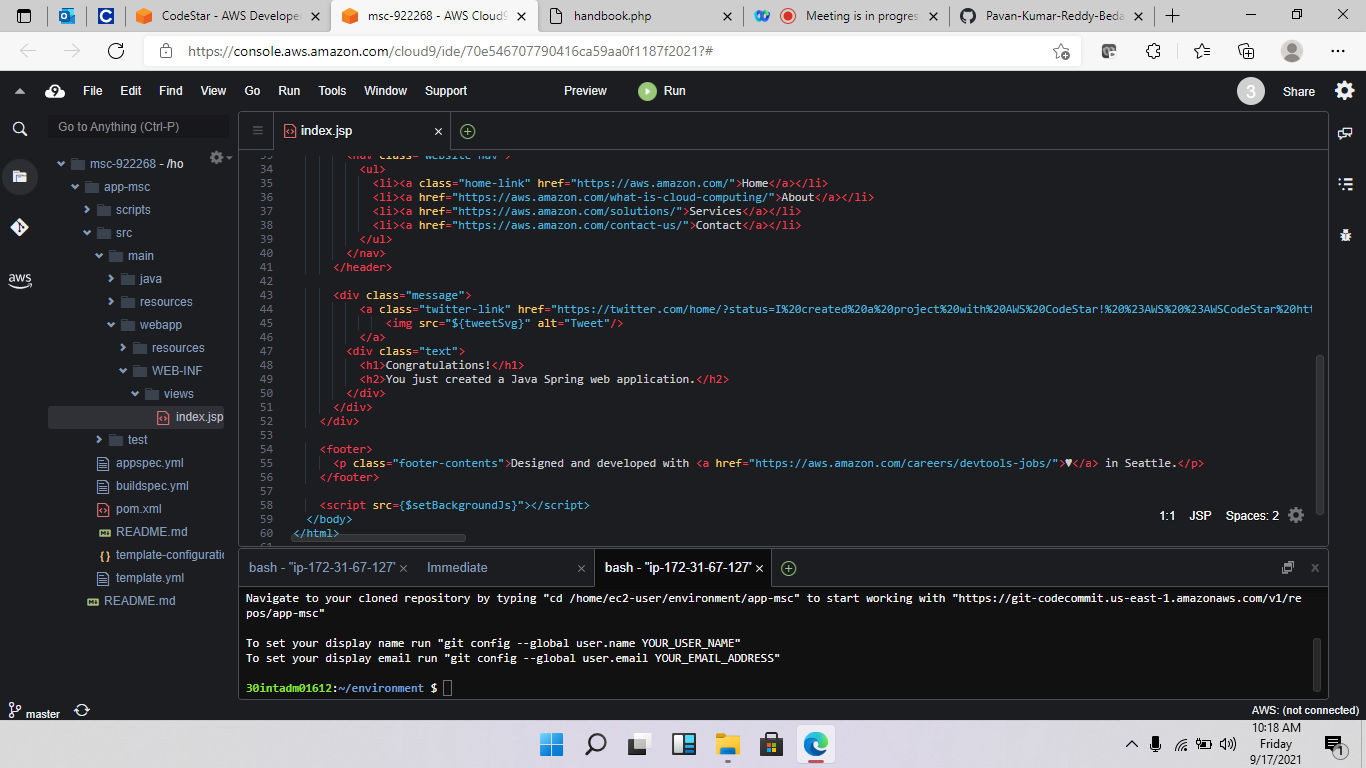 CodeStar - AWS Developer
msc-922268 - AWS Cloud9
handbook.php
Meeting is in progres
Pavan-Kumar-Reddy-Beda
https://console.aws.amazon.com/cloud9/ide/70e546707790416ca59aa0f1187f2021?#
9 File Edit Find View Go Run Tools Window Support Preview Run 3 Share
Go to Anything (Ctrl-P)
index.jsp
msc-922268 - /ho
app-msc
scripts
src
main
java
resources
webapp
resources
WEB-INF
views
index.jsp
test
appspec.yml
buildspec.yml
pom.xml
README.md
template-configuratio
template.yml
README.md
aws
33 <nav class="website-nav">
34 <ul>
35 <li><a class="home-link" href="https://aws.amazon.com/">Home</a></li>
36 <li><a href="https://aws.amazon.com/what-is-cloud-computing/">About</a></li>
37 <li><a href="https://aws.amazon.com/solutions/">Services</a></li>
38 <li><a href="https://aws.amazon.com/contact-us/">Contact</a></li>
39 </ul>
40 </nav>
41 </header>
42
43 <div class="message">
44 <a class="twitter-link" href="https://twitter.com/home/?status=I%20created%20a%20project%20with%20AWS%20CodeStar!%20%23AWS%20%23AWSCodeStar%20htt
45 <img src="${tweetSvg}" alt="Tweet"/>
46 </a>
47 <div class="text">
48 <h1>Congratulations!</h1>
49 <h2>You just created a Java Spring web application.</h2>
50 </div>
51 </div>
52 </div>
53
54 <footer>
55 <p class="footer-contents">Designed and developed with <a href="https://aws.amazon.com/careers/devtools-jobs/">♥</a> in Seattle.</p>
56 </footer>
57
58 <script src={$setBackgroundJs}"></script>
59 </body>
60 </html>
61
1:1 JSP Spaces: 2
bash - "ip-172-31-67-127" Immediate bash - "ip-172-31-67-127"
Navigate to your cloned repository by typing "cd /home/ec2-user/environment/app-msc" to start working with "https://git-codecommit.us-east-1.amazonaws.com/v1/re
pos/app-msc"
To set your display name run "git config --global user.name YOUR_USER_NAME"
To set your display email run "git config --global user.email YOUR_EMAIL_ADDRESS"
30intadm01612:~/environment $
master
AWS: (not connected)
10:18 AM
Friday
9/17/2021
1